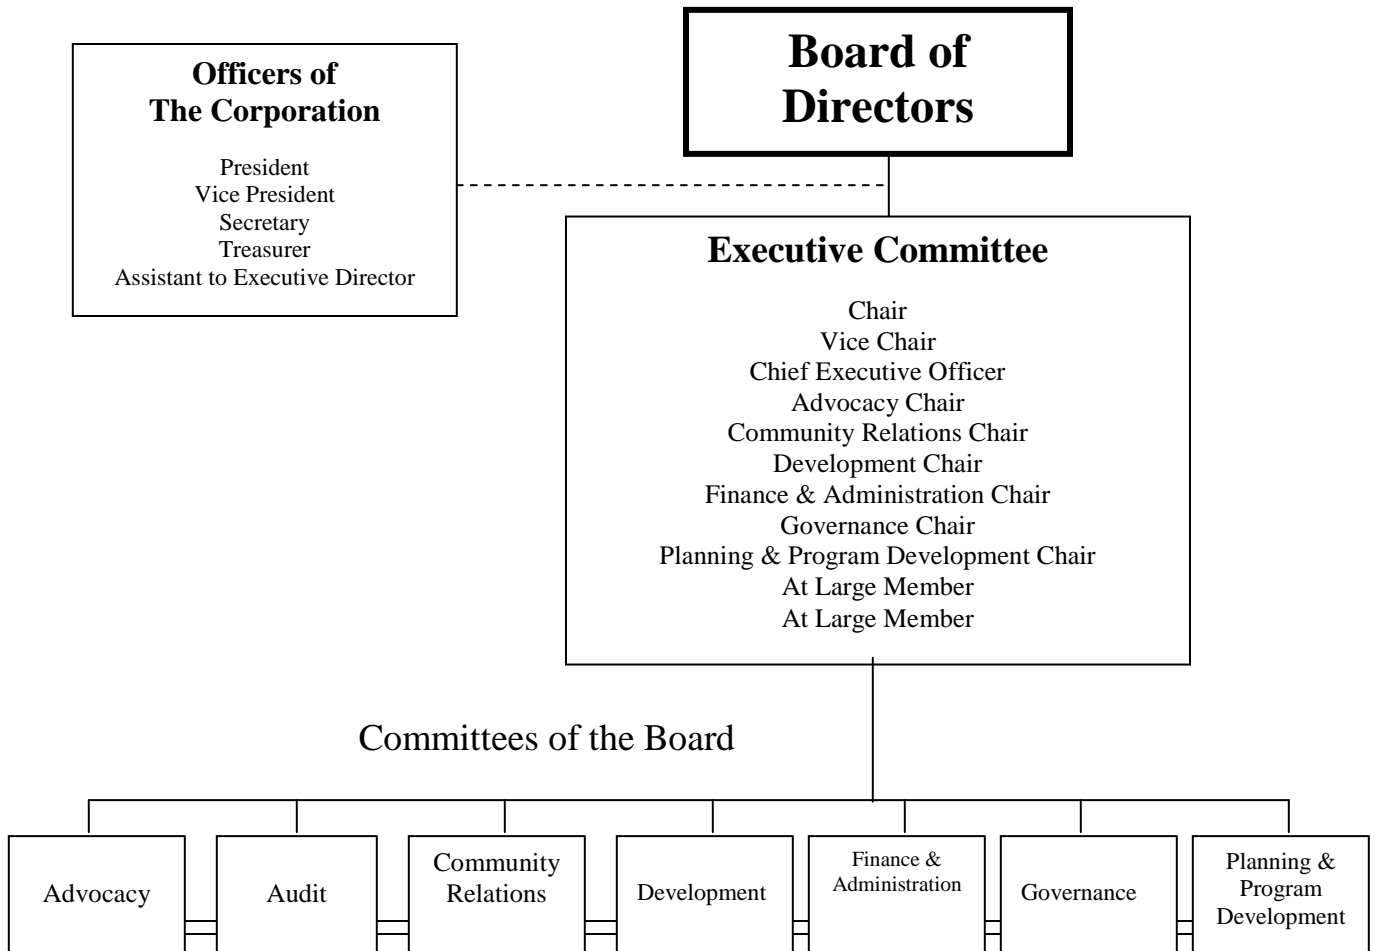 Officers of
The Corporation
President
Vice President
Secretary
Treasurer
Assistant to Executive Director
Board of
Directors
Executive Committee
Chair
Vice Chair
Chief Executive Officer
Advocacy Chair
Community Relations Chair
Development Chair
Finance & Administration Chair
Governance Chair
Planning & Program Development Chair
At Large Member
At Large Member
Committees of the Board
Advocacy
Audit
Community
Relations
Development
Finance &
Administration
Governance
Planning &
Program
Development